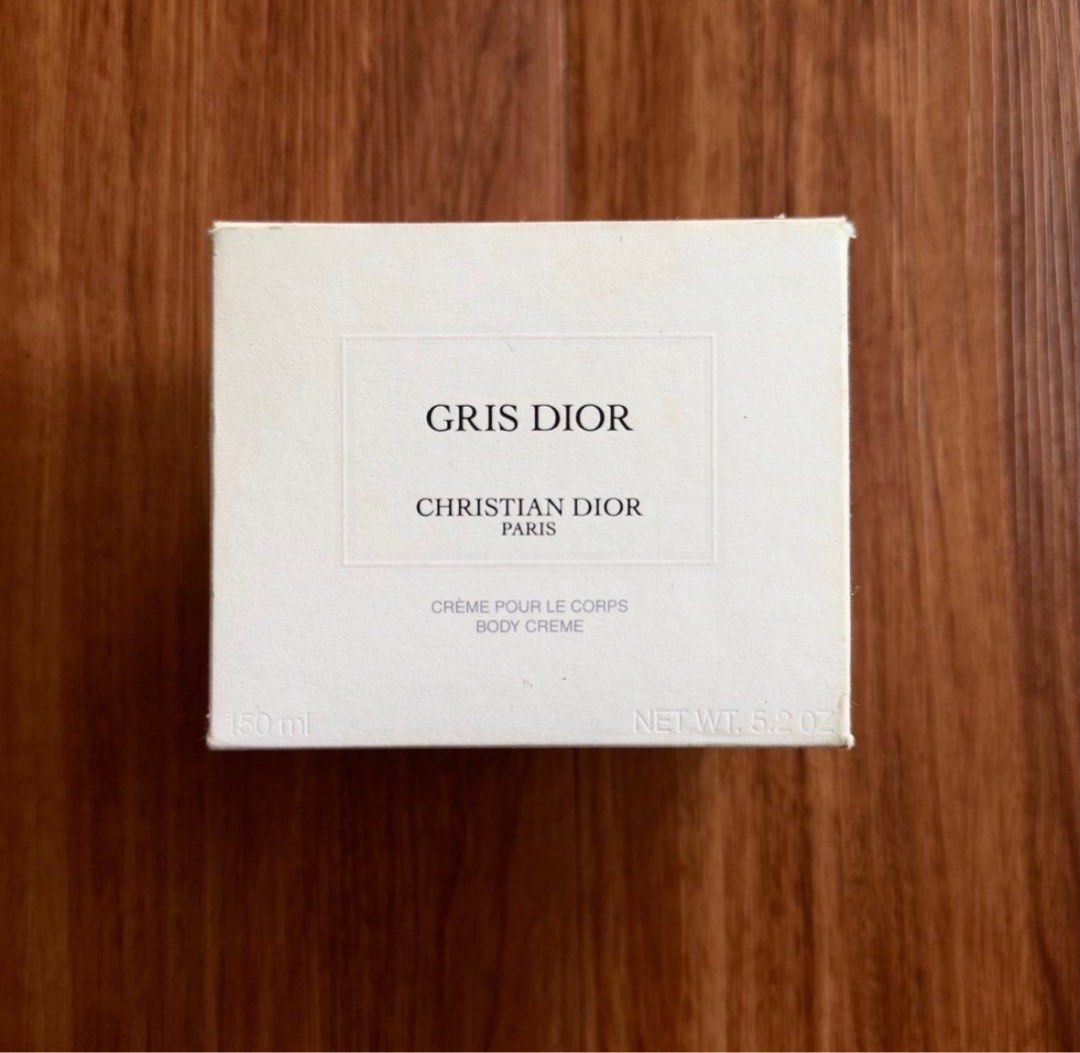 GRIS DIOR
CHRISTIAN DIOR
PARIS
CRÈME POUR LE CORPS
BODY CREME
150 ml
NET WT. 5.2 OZ